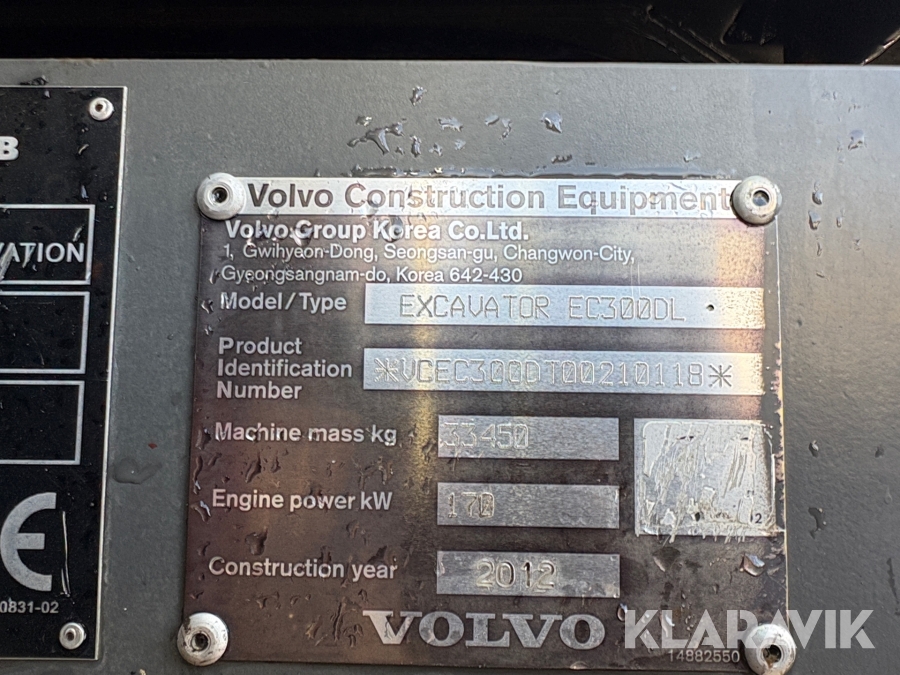 B
VATION
0831-02
Volvo Construction Equipment
Volvo Group Korea Co.Ltd.
1, Gwihyeon-Dong, Seongsan-gu, Changwon-City,
Gyeongsangnam-do, Korea 642-430
Model/Type EXCAVATOR EC300DL
Product
Identification
Number
*VCEC300DT00210118*
Machine mass kg 33450
Engine power kW 170
Construction year 2012
VOLVO
14882550
KLARAVIK